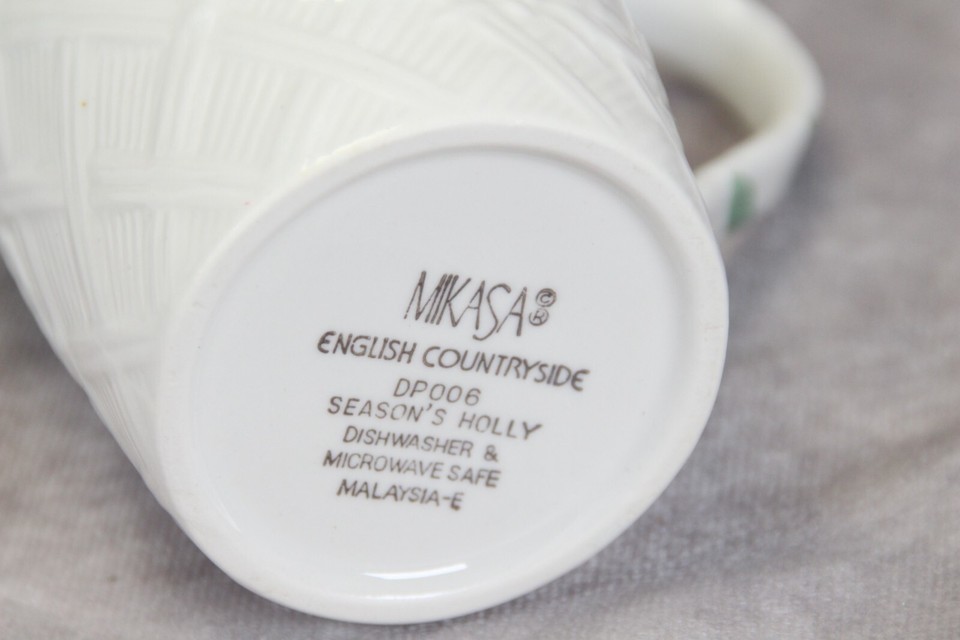 MIKASA ©®
ENGLISH COUNTRYSIDE
DP006
SEASON'S HOLLY
DISHWASHER &
MICROWAVE SAFE
MALAYSIA-E